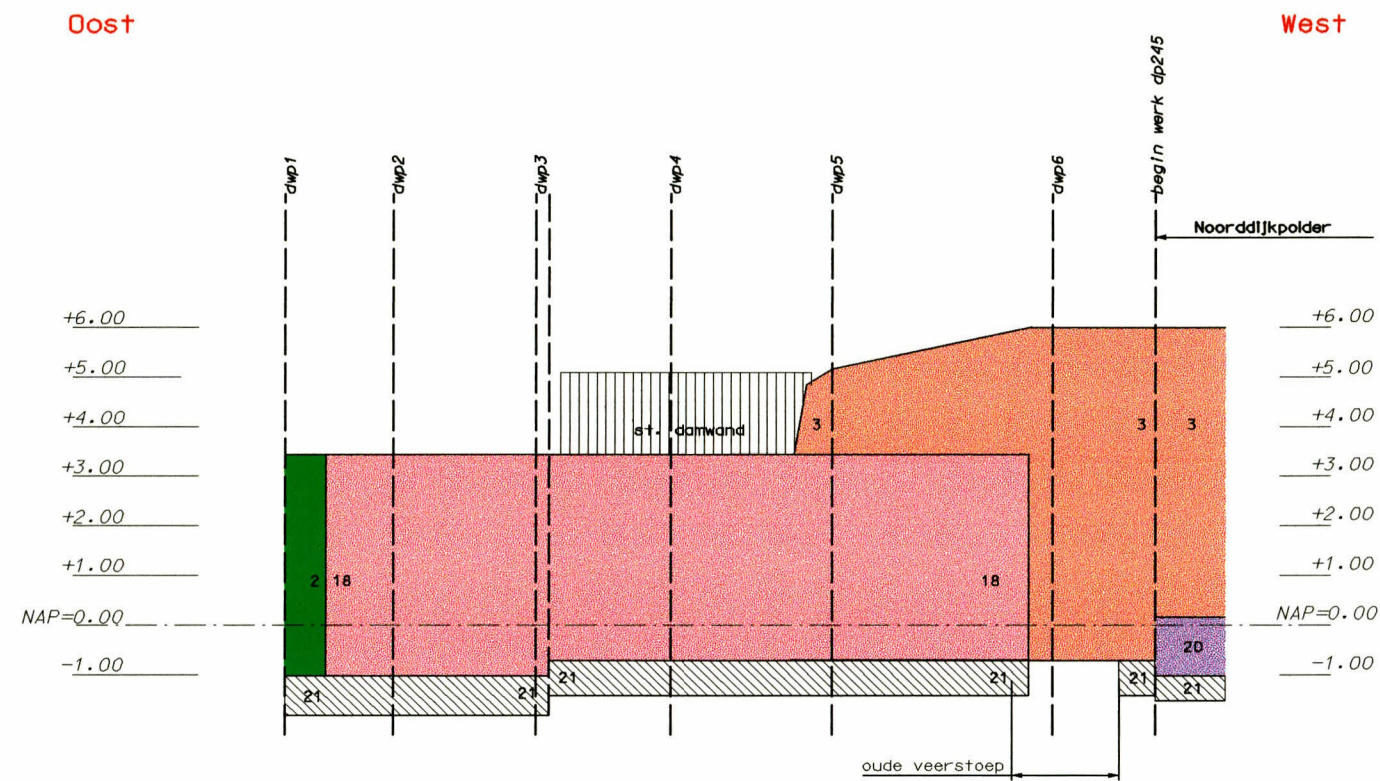 Oost
West
dwp1
dwp2
dwp3
dwp4
dwp5
dwp6
begin werk dp245
Noorddijkpolder
+6.00
+6.00
+5.00
+5.00
+4.00
st. damwand
3
3
3
+4.00
+3.00
+3.00
+2.00
+2.00
+1.00
2
18
18
+1.00
NAP=0.00
NAP=0.00
20
-1.00
-1.00
21
21
21
21
21
21
oude veerstoep